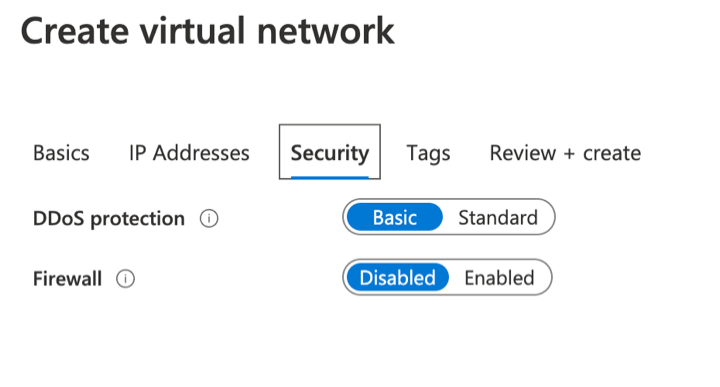 Create virtual network
Basics IP Addresses Security Tags Review + create
DDoS protection Basic Standard
Firewall Disabled Enabled